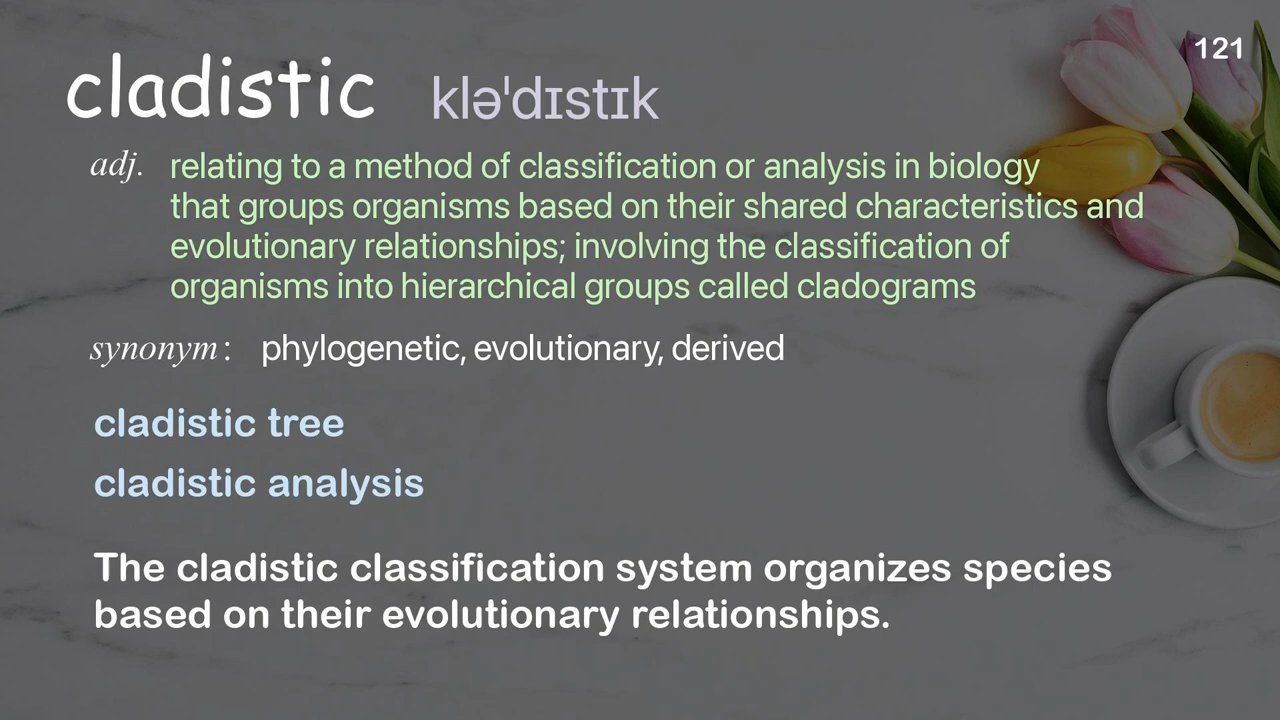 121
cladistic kləˈdɪstɪk
adj. relating to a method of classification or analysis in biology
that groups organisms based on their shared characteristics and
evolutionary relationships; involving the classification of
organisms into hierarchical groups called cladograms
synonym : phylogenetic, evolutionary, derived
cladistic tree
cladistic analysis
The cladistic classification system organizes species
based on their evolutionary relationships.